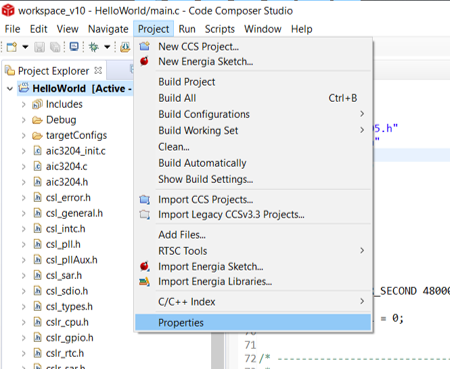 workspace_v10 - HelloWorld/main.c - Code Composer Studio
File Edit View Navigate Project Run Scripts Window Help
Project Explorer
HelloWorld [Active -
Includes
Debug
targetConfigs
aic3204_init.c
aic3204.c
aic3204.h
csl_error.h
csl_general.h
csl_intc.h
csl_pll.h
csl_pllAux.h
csl_sar.h
csl_sdio.h
csl_types.h
cslr_cpu.h
cslr_gpio.h
cslr_rtc.h
cslr_sar.h
New CCS Project...
New Energia Sketch...
Build Project
Build All Ctrl+B
Build Configurations
Build Working Set
Clean...
Build Automatically
Show Build Settings...
Import CCS Projects...
Import Legacy CCSv3.3 Projects...
Add Files...
RTSC Tools
Import Energia Sketch...
Import Energia Libraries...
C/C++ Index
Properties
05.h"
"
R_SECOND 48000
= 0;
71
72 /* -----------------------------